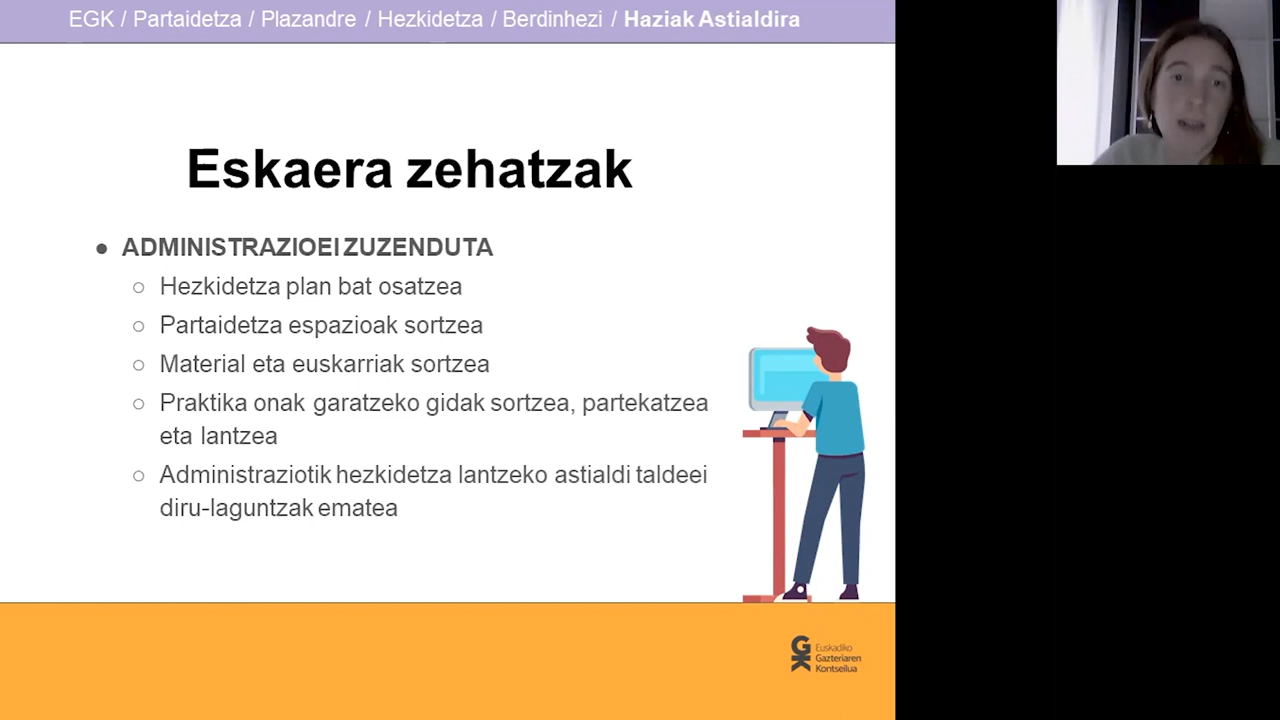 EGK / Partaidetza / Plazandre / Hezkidetza / Berdinhezi / Haziak Astialdira
Eskaera zehatzak
● ADMINISTRAZIOEI ZUZENDUTA
○ Hezkidetza plan bat osatzea
○ Partaidetza espazioak sortzea
○ Material eta euskarriak sortzea
○ Praktika onak garatzeko gidak sortzea, partekatzea
eta lantzea
○ Administraziotik hezkidetza lantzeko astialdi taldeei
diru-laguntzak ematea
GK
Euskadiko
Gazteriaren
Kontseilua